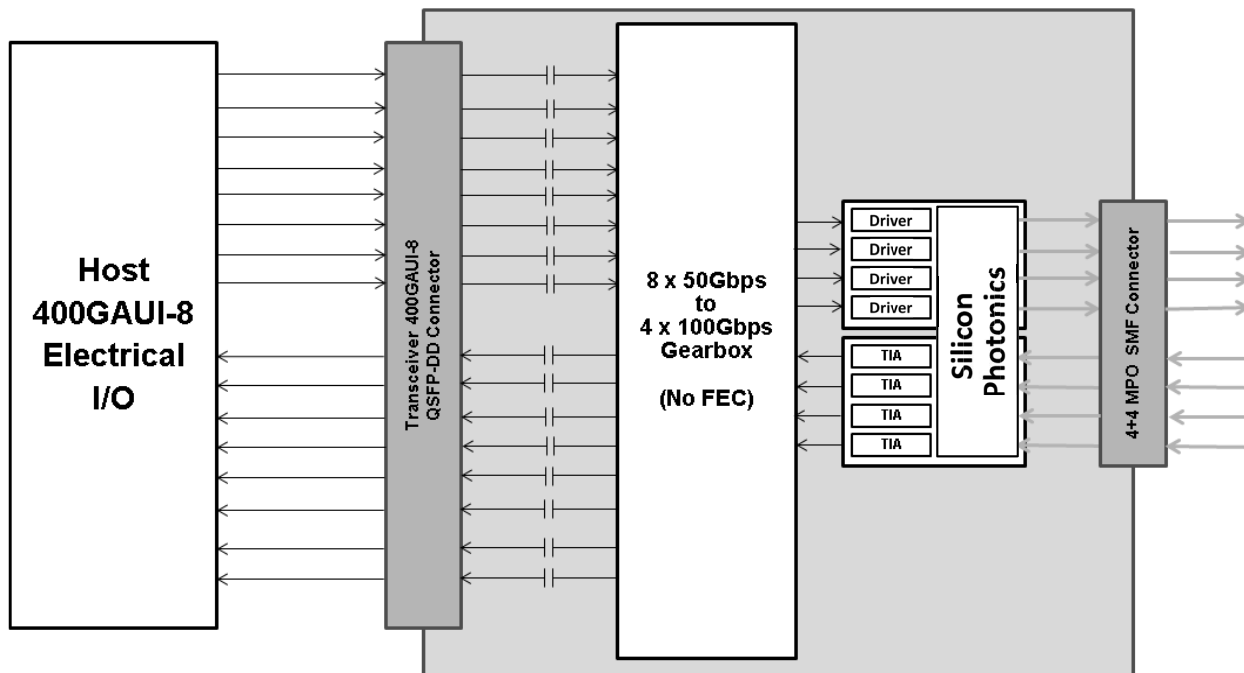 Host
400GAUI-8
Electrical
I/O
Transceiver 400GAUI-8
QSFP-DD Connector
8 x 50Gbps
to
4 x 100Gbps
Gearbox
(No FEC)
Driver
Driver
Driver
Driver
TIA
TIA
TIA
TIA
Silicon
Photonics
4+4 MPO SMF Connector